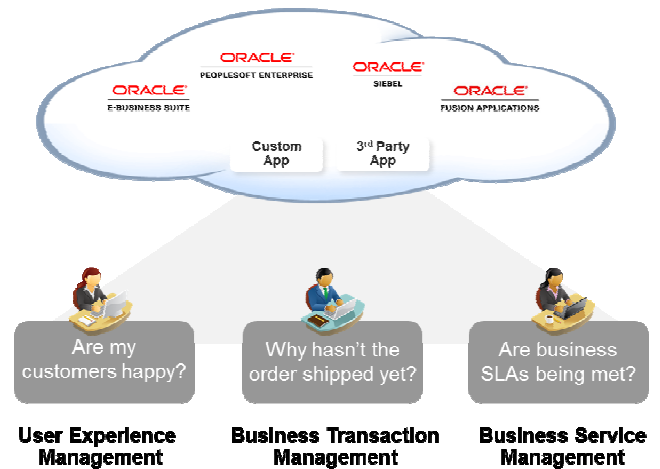 ORACLE®
PEOPLESOFT ENTERPRISE
ORACLE®
SIEBEL
ORACLE®
E-BUSINESS SUITE
ORACLE®
FUSION APPLICATIONS
Custom
App
3rd Party
App
Are my
customers happy?
Why hasn't the
order shipped yet?
Are business
SLAs being met?
User Experience
Management
Business Transaction
Management
Business Service
Management